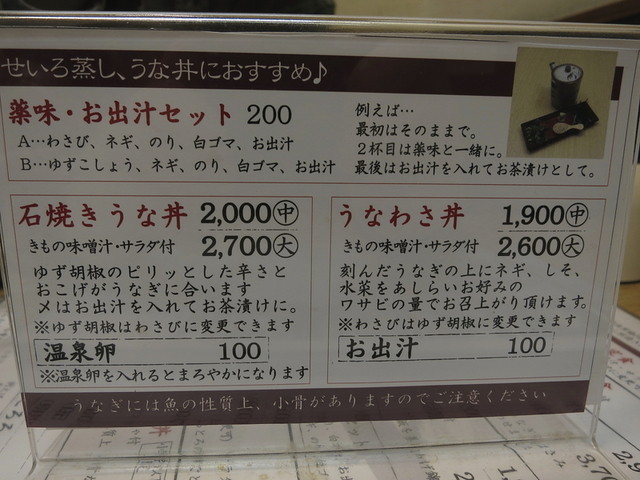 せいろ蒸し、うな丼におすすめ♪
薬味・お出汁セット 200
A…わさび、ネギ、のり、白ゴマ、お出汁
B…ゆずこしょう、ネギ、のり、白ゴマ、お出汁
例えば…
最初はそのままで。
2杯目は薬味と一緒に。
最後はお出汁を入れてお茶漬けとして。
石焼きうな丼 2,000㊥
きもの味噌汁・サラダ付 2,700㊅
ゆず胡椒のピリッとした辛さと
おこげがうなぎに合います
〆はお出汁を入れてお茶漬けに。
※ゆず胡椒はわさびに変更できます
温泉卵 100
※温泉卵を入れるとまろやかになります
うなわさ丼 1,900㊥
きもの味噌汁・サラダ付 2,600㊅
刻んだうなぎの上にネギ、しそ、
水菜をあしらいお好みの
ワサビの量でお召上がり頂けます。
※わさびはゆず胡椒に変更できます
お出汁 100
うなぎには魚の性質上、小骨がありますのでご注意ください